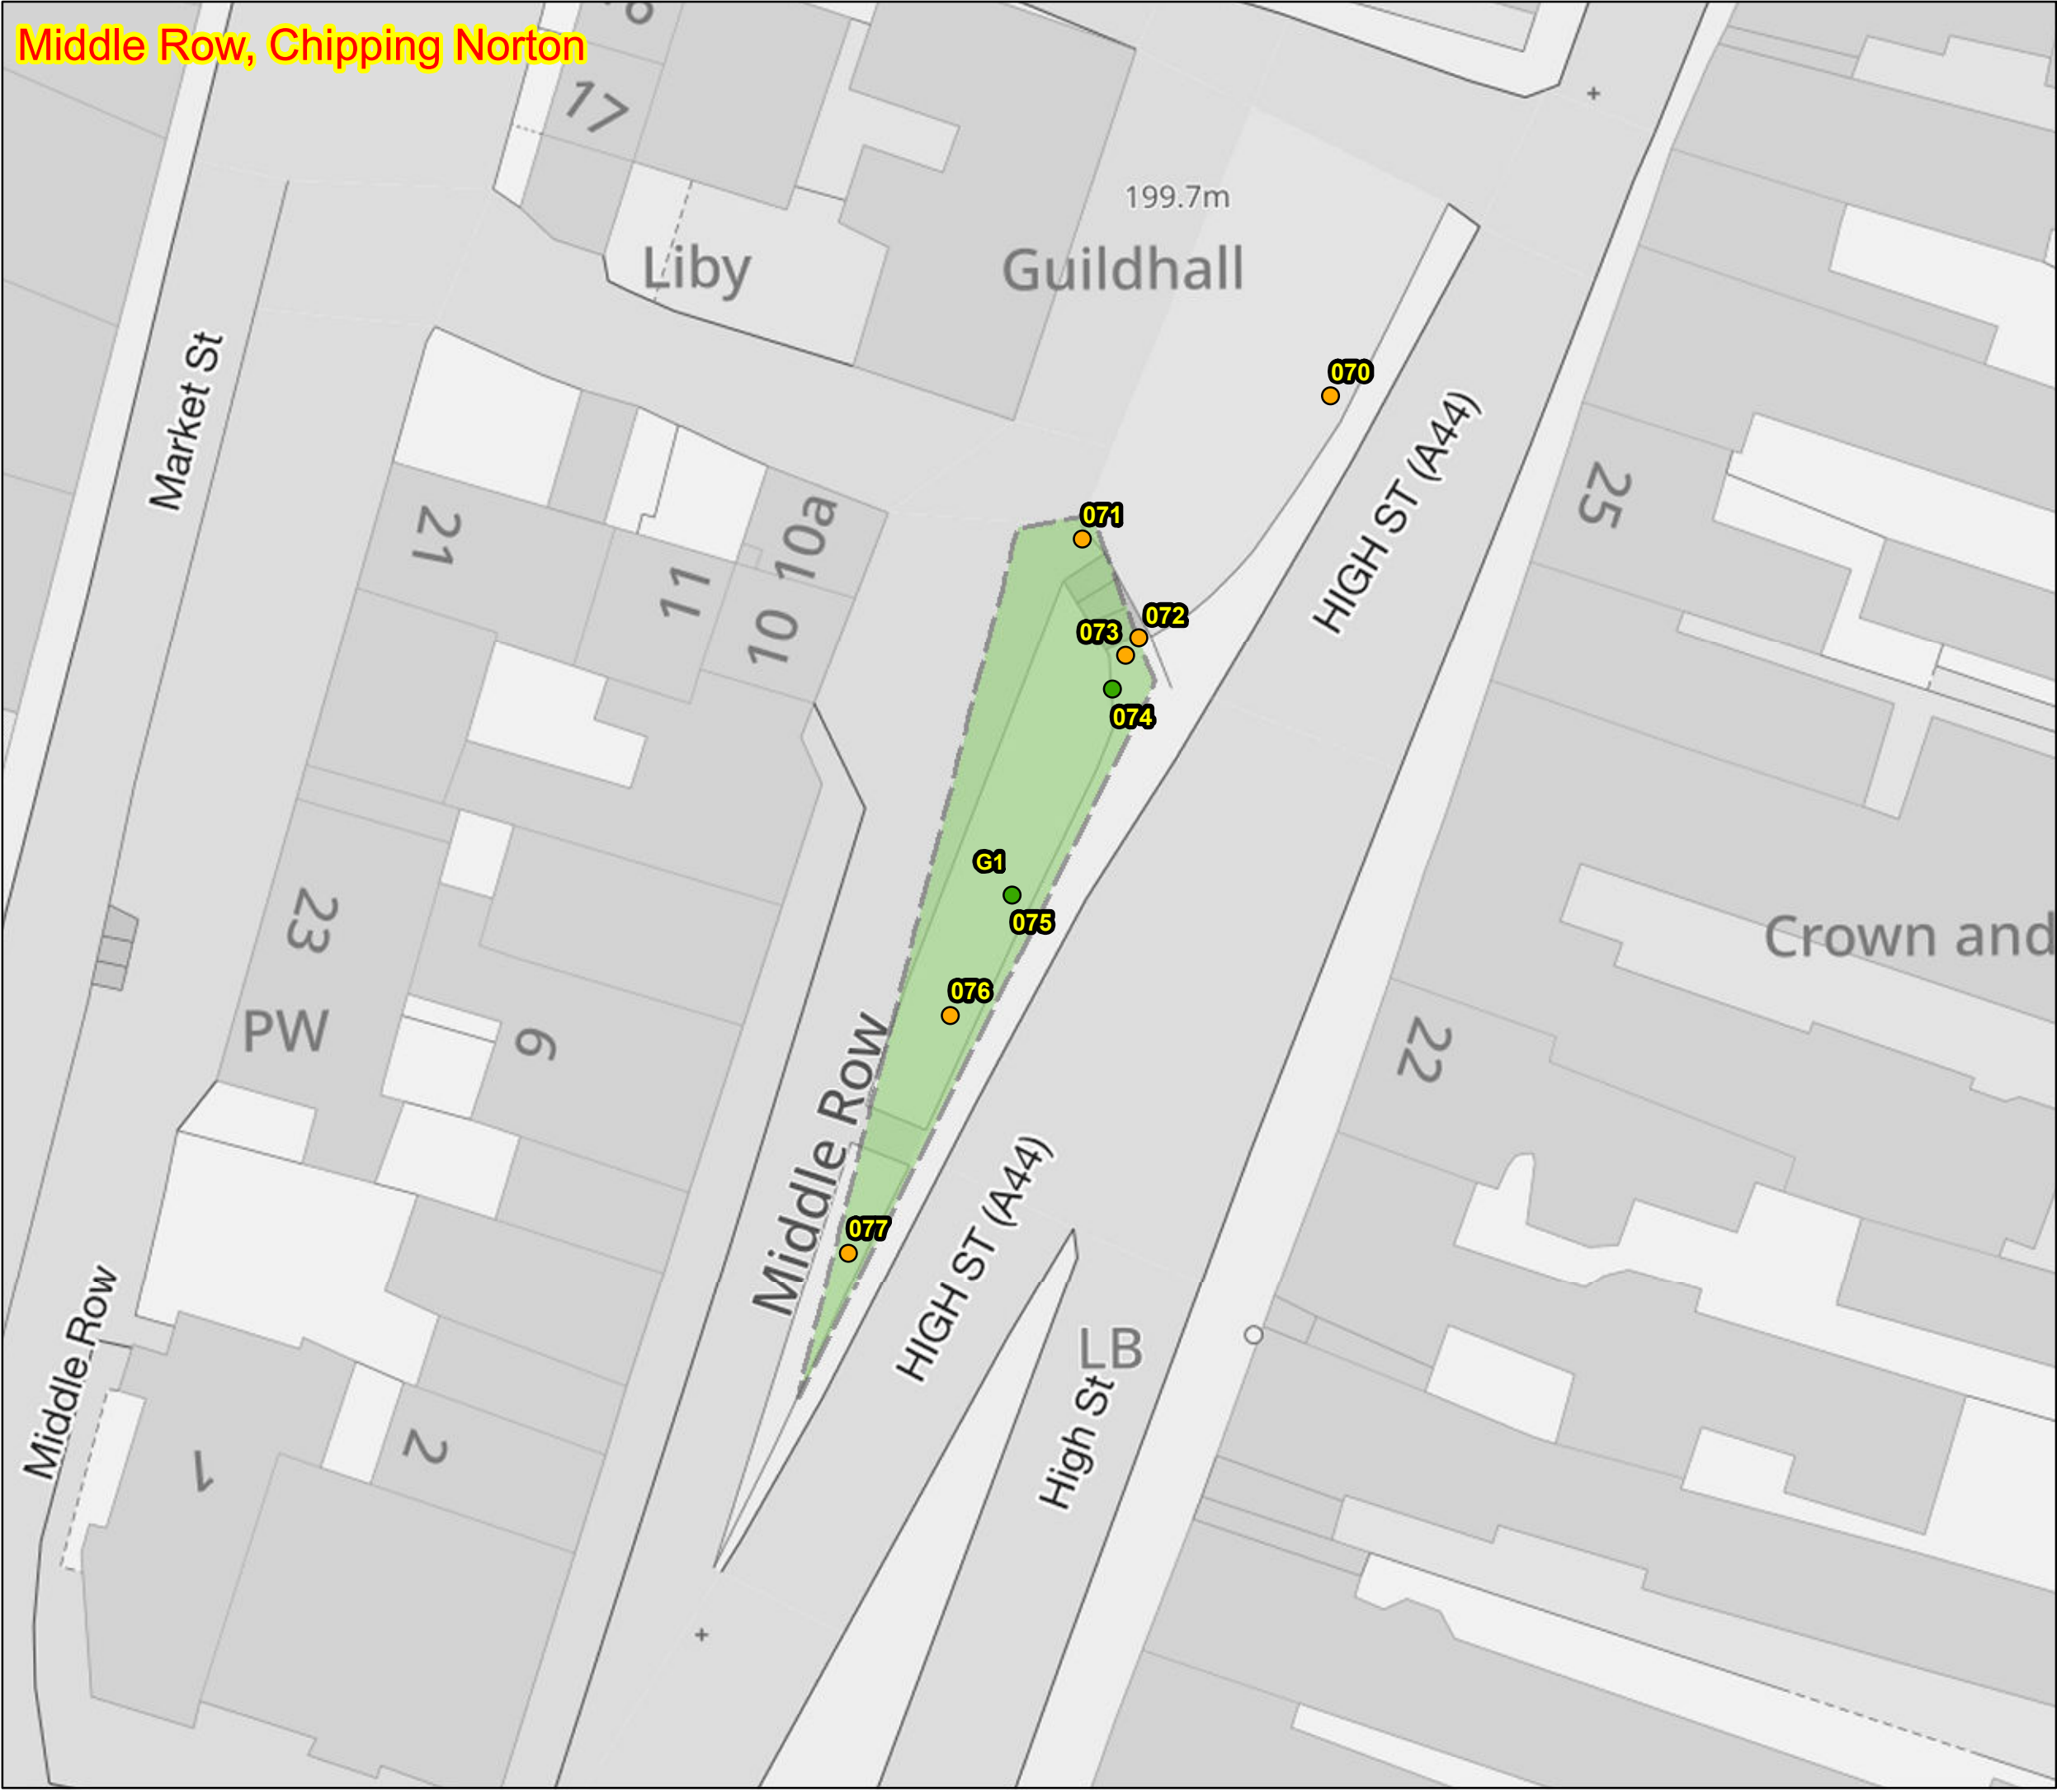 Middle Row, Chipping Norton
17
199.7m
Liby
Guildhall
Market St
070
HIGH ST (A44)
25
21
10a
071
11
10
072
073
074
G1
075
Crown and
23
PW
6
076
Middle Row
22
HIGH ST (A44)
077
Middle Row
LB
High St
1
2